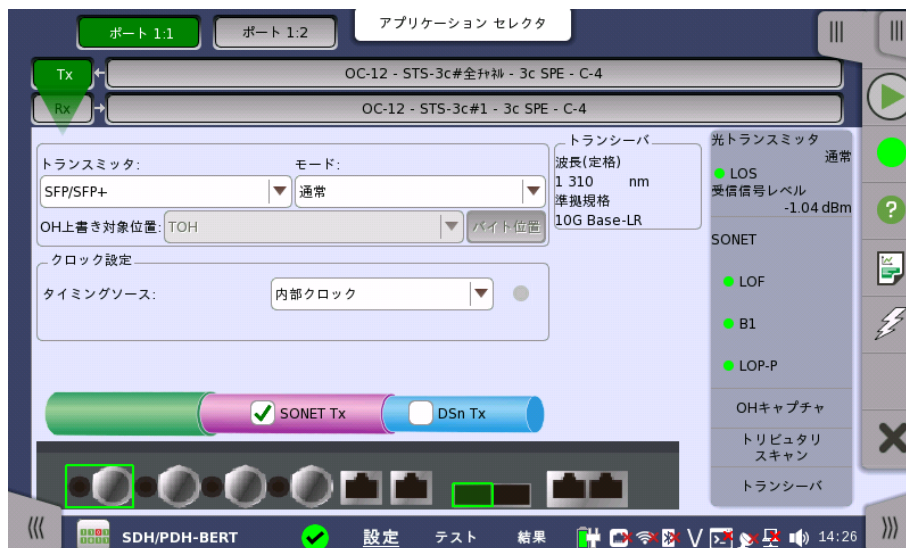 ポート 1:1
ポート 1:2
アプリケーション セレクタ
Tx
OC-12 - STS-3c#全ﾁｬﾈﾙ - 3c SPE - C-4
Rx
OC-12 - STS-3c#1 - 3c SPE - C-4
トランスミッタ:
モード:
SFP/SFP+
通常
OH上書き対象位置:
TOH
バイト位置
クロック設定
タイミングソース:
内部クロック
トランシーバ
波長(定格)
1 310 nm
準拠規格
10G Base-LR
光トランスミッタ
通常
LOS
受信信号レベル
-1.04 dBm
SONET
LOF
B1
LOP-P
OHキャプチャ
トリビュタリ
スキャン
トランシーバ
SONET Tx
DSn Tx
SDH/PDH-BERT
設定
テスト
結果
14:26